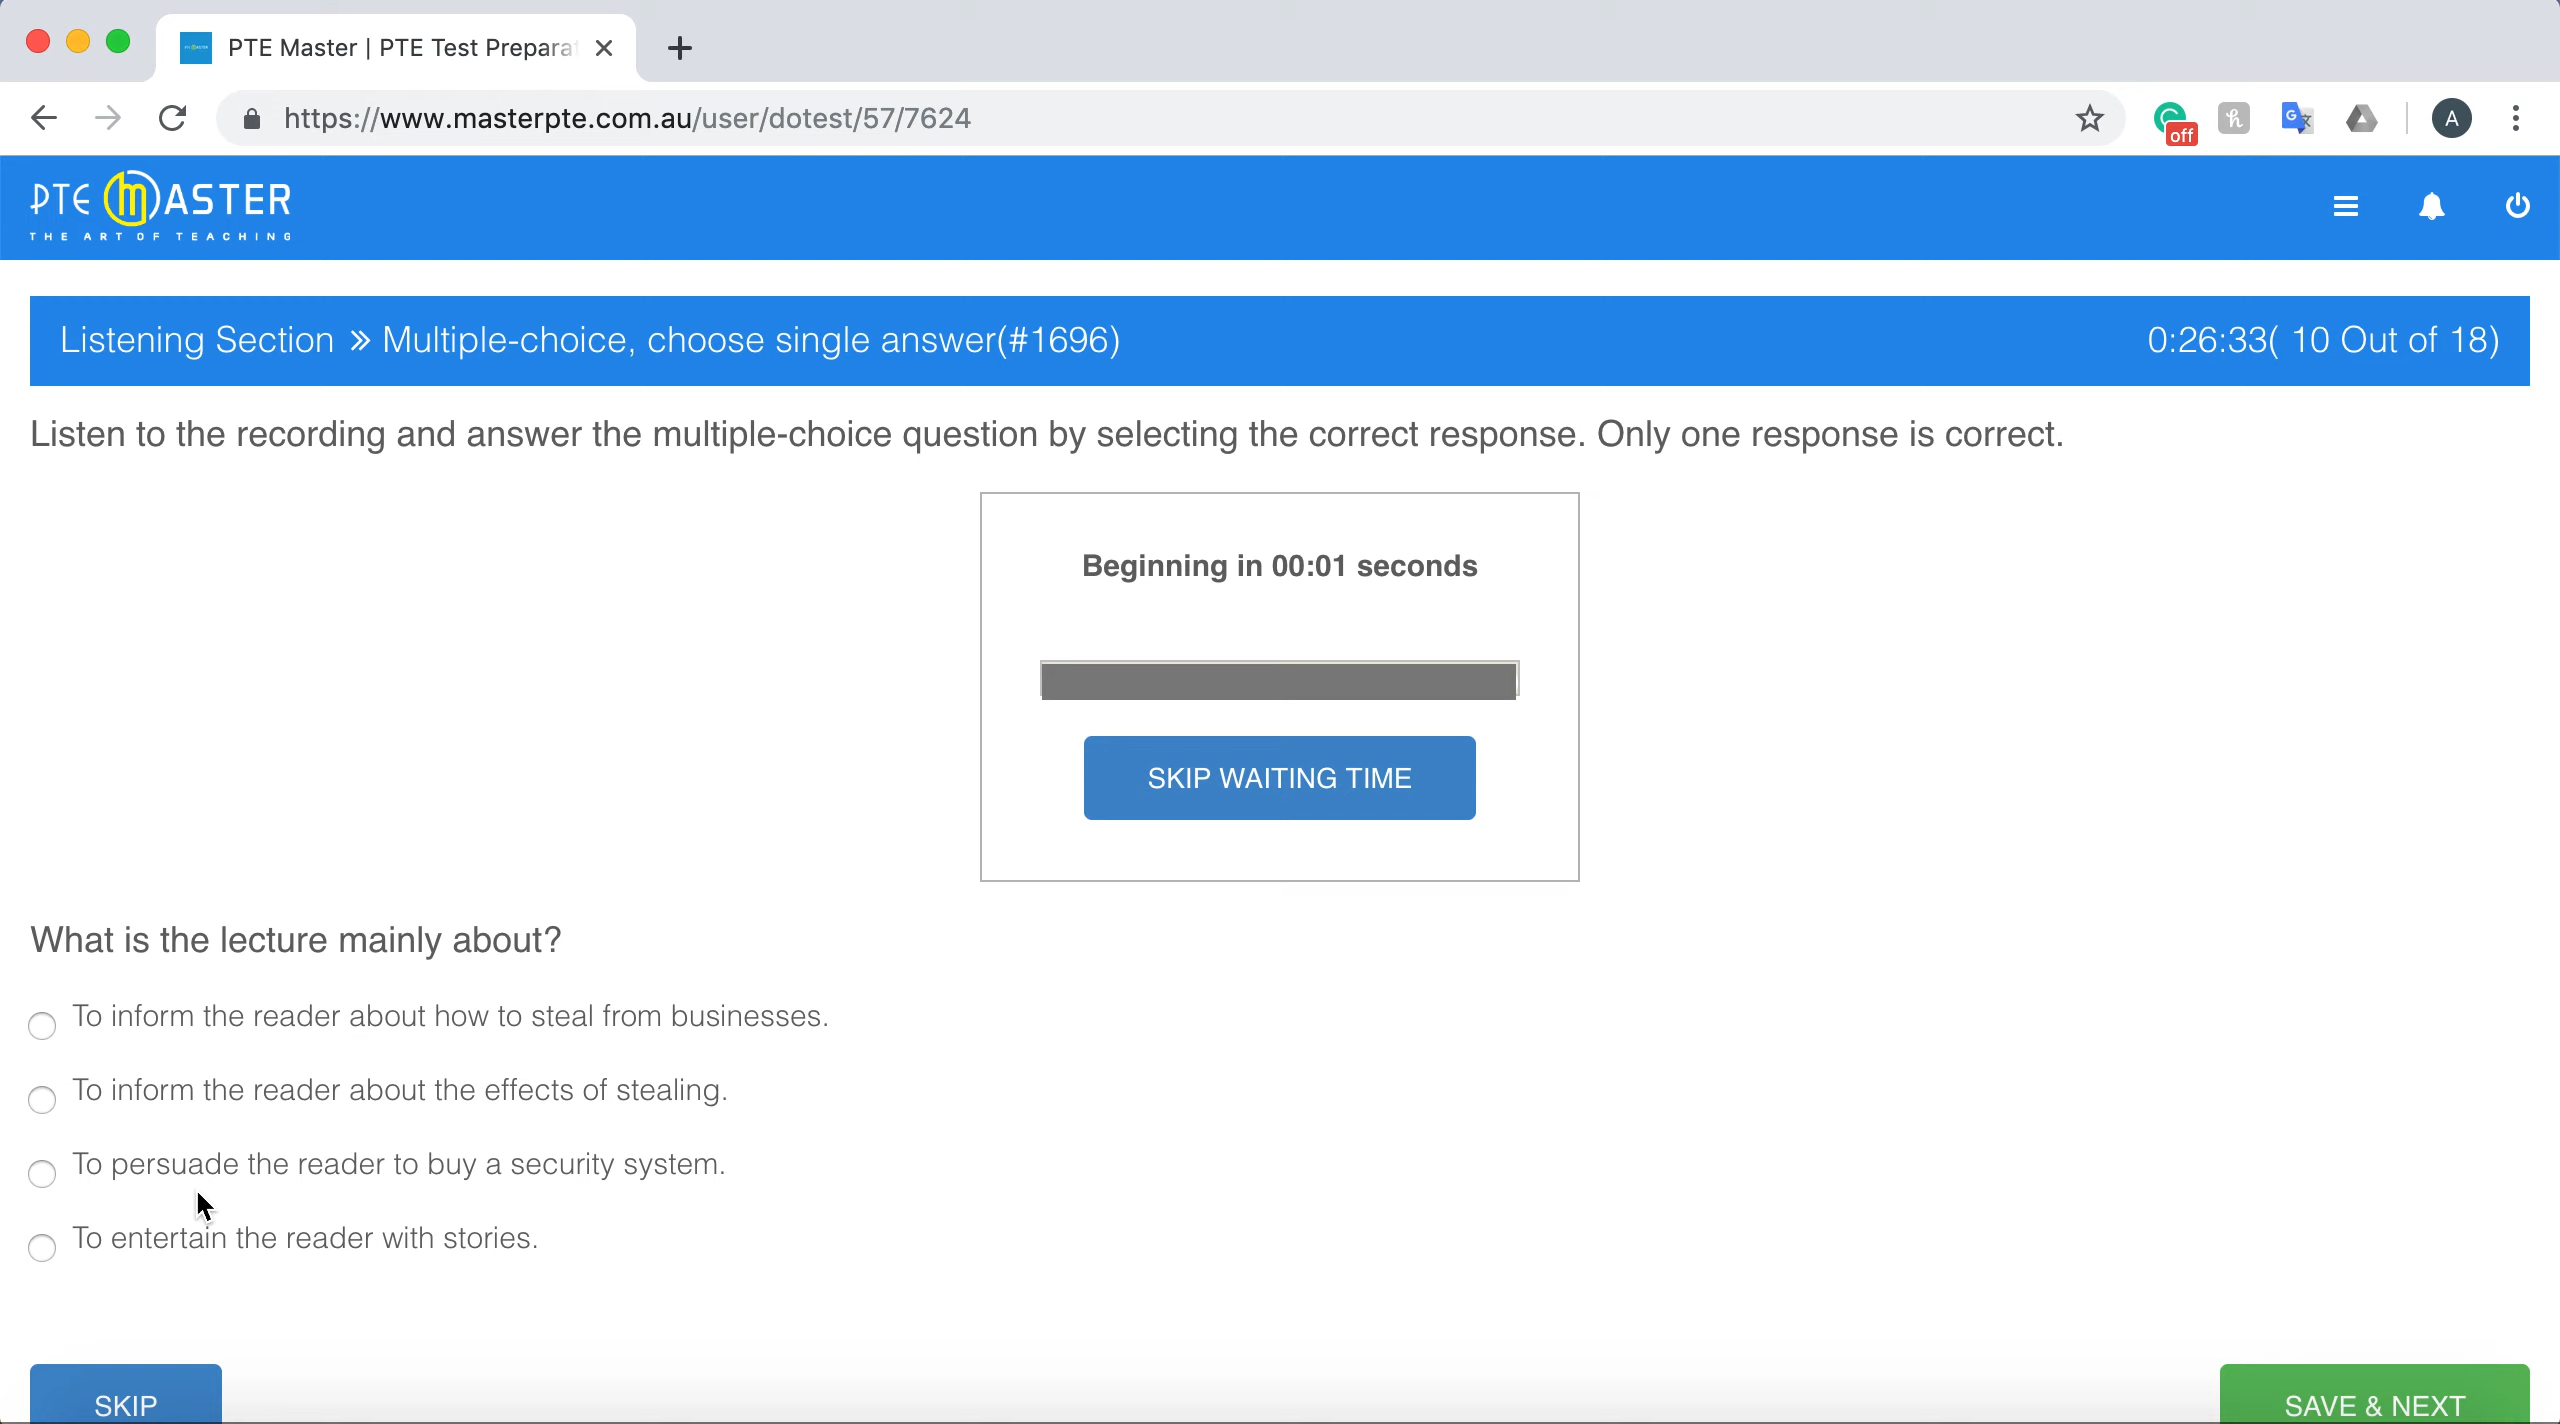 PTE Master | PTE Test Prepara
https://www.masterpte.com.au/user/dotest/57/7624
off
A
PTE MASTER
THE ART OF TEACHING
Listening Section » Multiple-choice, choose single answer(#1696)
0:26:33( 10 Out of 18)
Listen to the recording and answer the multiple-choice question by selecting the correct response. Only one response is correct.
Beginning in 00:01 seconds
SKIP WAITING TIME
What is the lecture mainly about?
To inform the reader about how to steal from businesses.
To inform the reader about the effects of stealing.
To persuade the reader to buy a security system.
To entertain the reader with stories.
SKIP
SAVE & NEXT